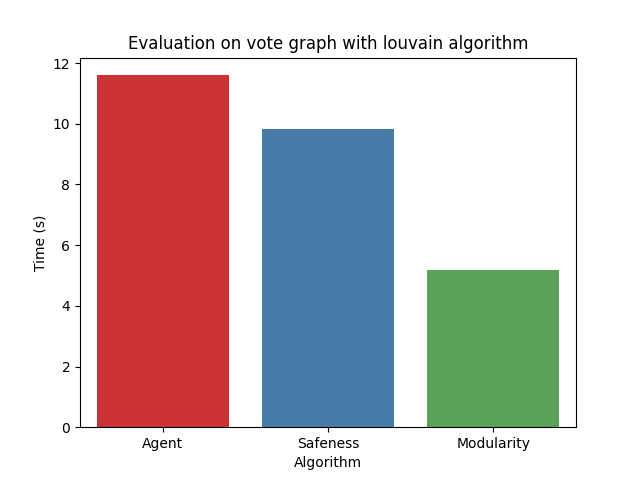 Evaluation on vote graph with louvain algorithm
12
10
8
6
4
2
0
Time (s)
Agent
Safeness
Modularity
Algorithm